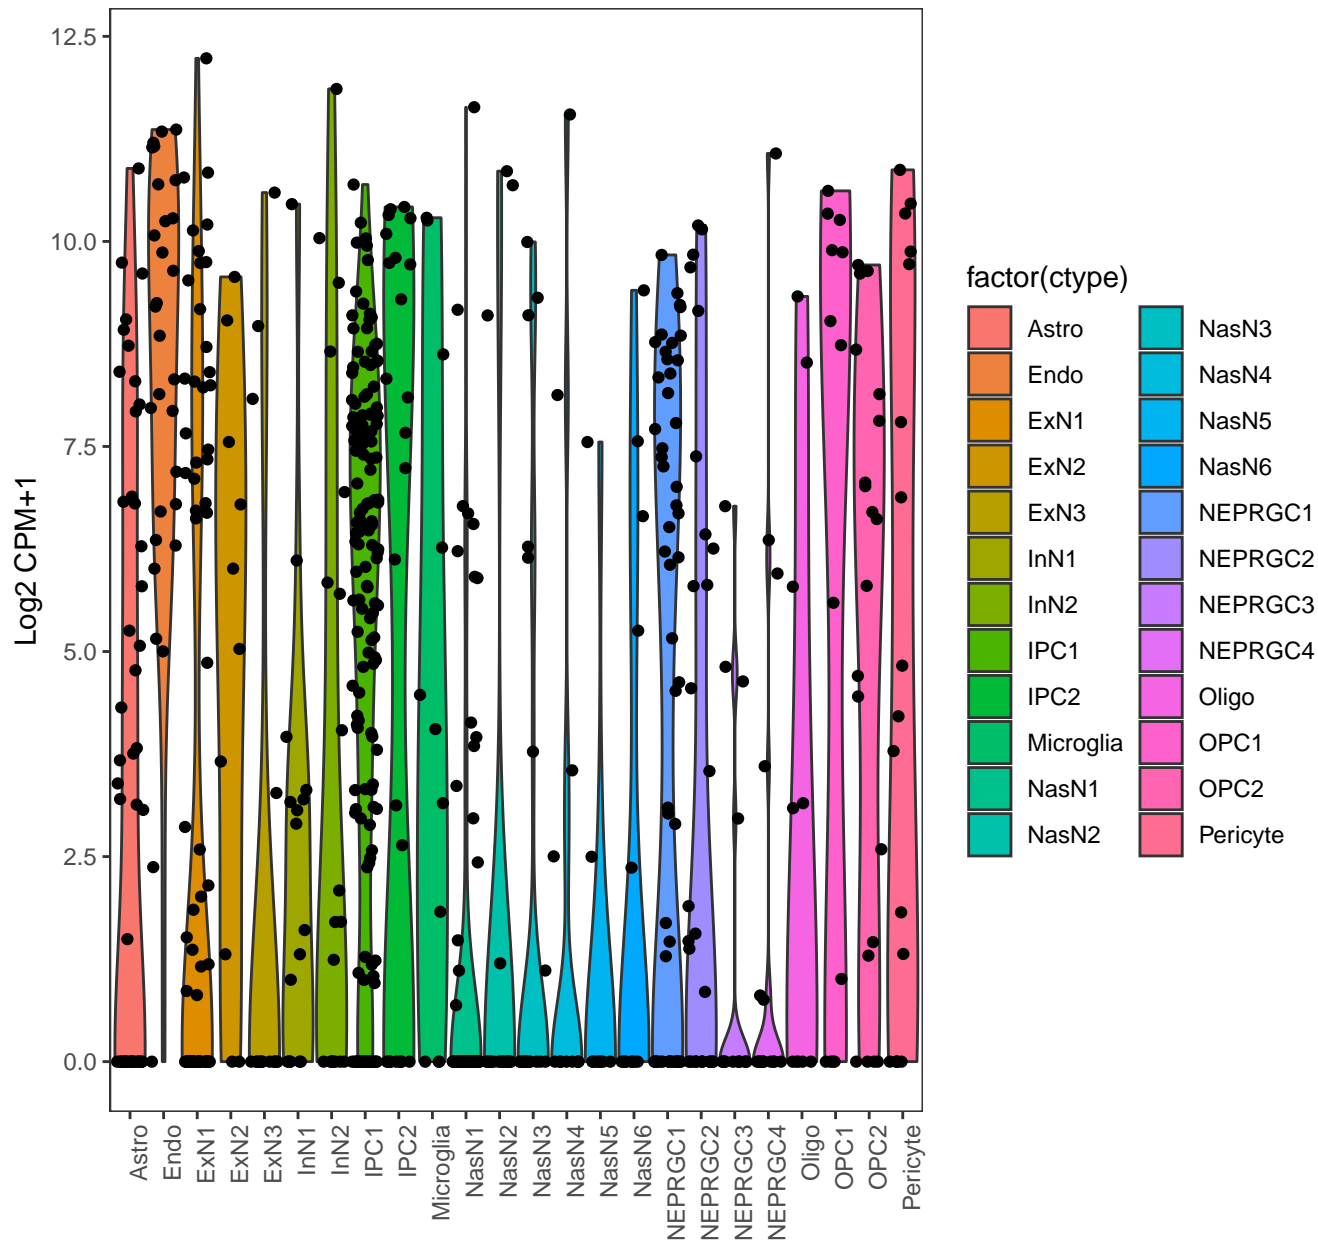 12.5
10.0
7.5
5.0
2.5
0.0
Log2 CPM+1
Astro
Endo
ExN1
ExN2
ExN3
InN1
InN2
IPC1
IPC2
Microglia
NasN1
NasN2
NasN3
NasN4
NasN5
NasN6
NEPRGC1
NEPRGC2
NEPRGC3
NEPRGC4
Oligo
OPC1
OPC2
Pericyte
factor(ctype)
Astro
Endo
ExN1
ExN2
ExN3
InN1
InN2
IPC1
IPC2
Microglia
NasN1
NasN2
NasN3
NasN4
NasN5
NasN6
NEPRGC1
NEPRGC2
NEPRGC3
NEPRGC4
Oligo
OPC1
OPC2
Pericyte